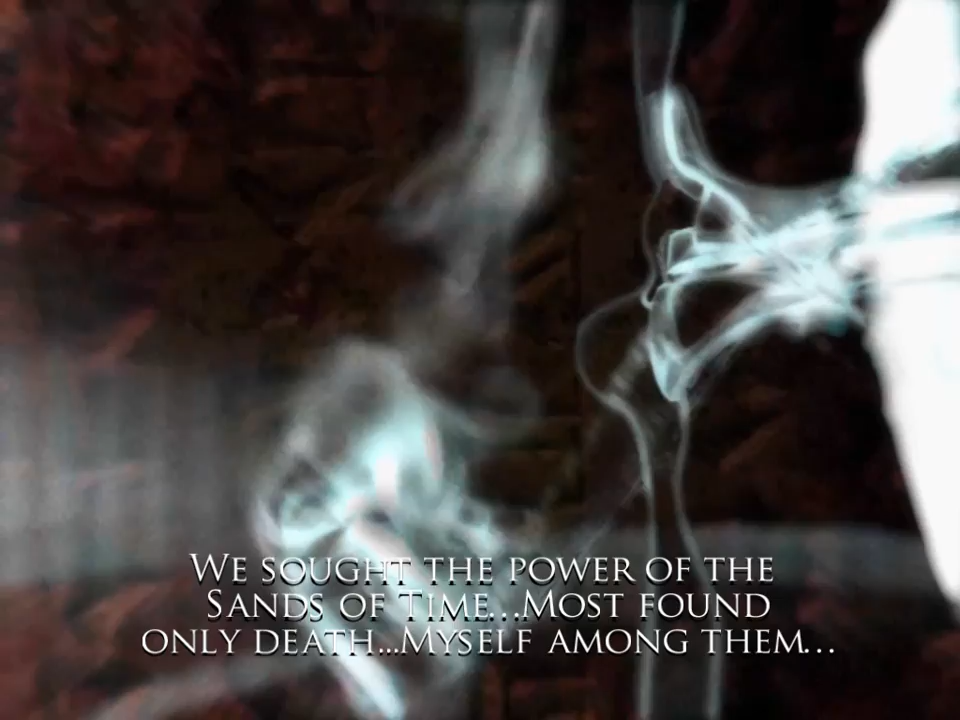 We sought the power of the
Sands of Time...Most found
only death...Myself among them...